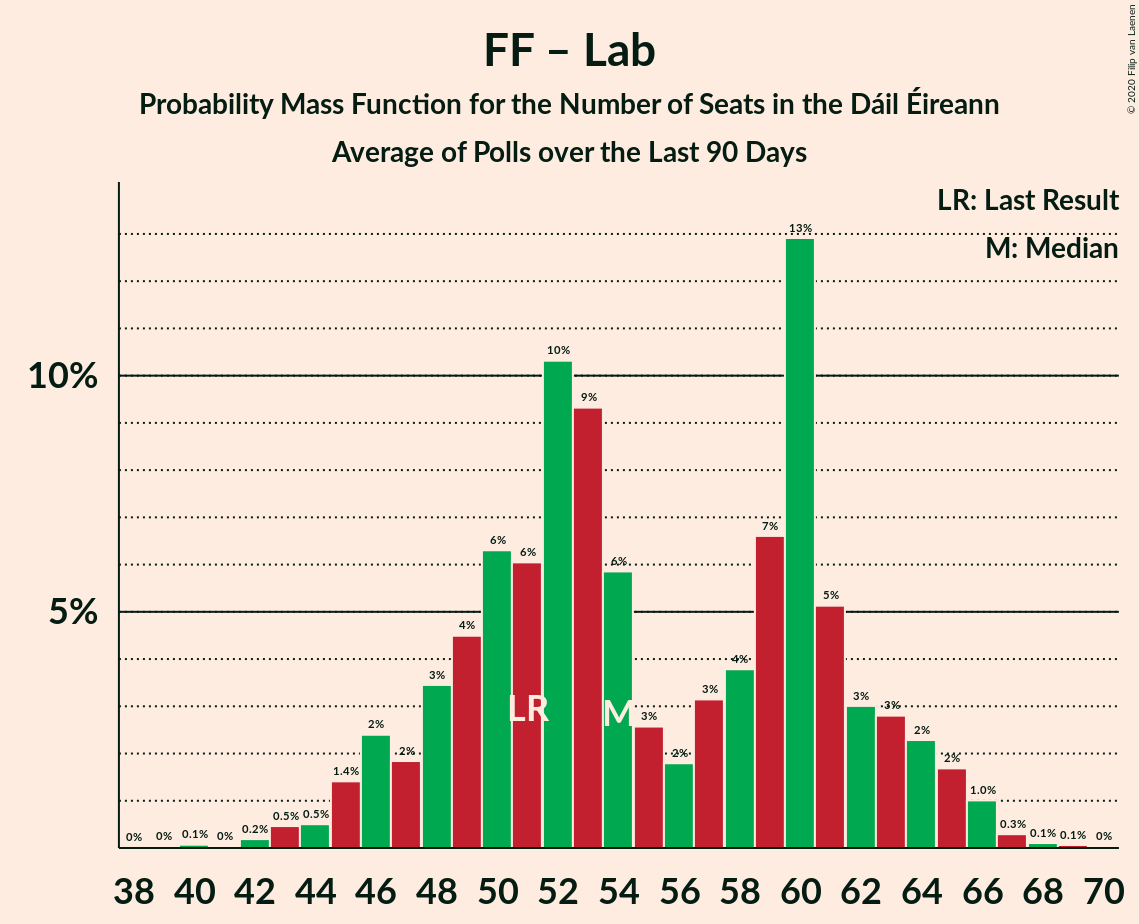 FF – Lab
Probability Mass Function for the Number of Seats in the Dáil Éireann
Average of Polls over the Last 90 Days
© 2020 Filip van Laenen
LR: Last Result
M: Median
10%
5%
0% 0% 0.1% 0% 0.2% 0.5% 0.5% 1.4% 2% 2% 3% 4% 6% 6% 10% 9% 6% 3% 2% 3% 4% 7% 13% 5% 3% 3% 2% 2% 1.0% 0.3% 0.1% 0.1% 0%
LR M
38 40 42 44 46 48 50 52 54 56 58 60 62 64 66 68 70